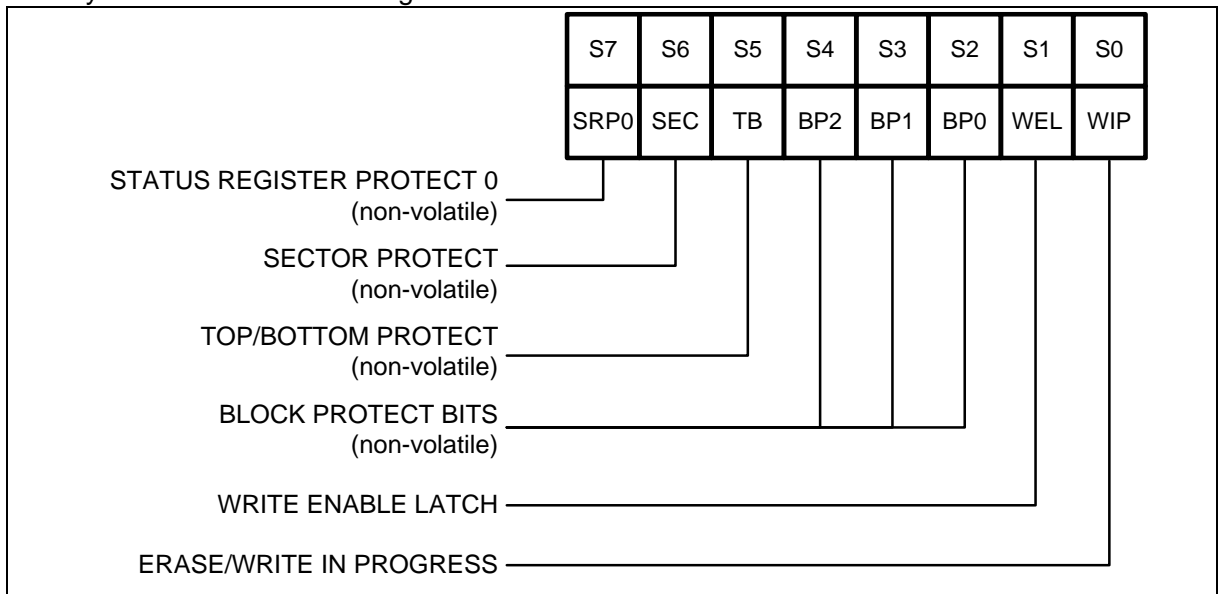 S7 S6 S5 S4 S3 S2 S1 S0
SRP0 SEC TB BP2 BP1 BP0 WEL WIP
STATUS REGISTER PROTECT 0
(non-volatile)
SECTOR PROTECT
(non-volatile)
TOP/BOTTOM PROTECT
(non-volatile)
BLOCK PROTECT BITS
(non-volatile)
WRITE ENABLE LATCH
ERASE/WRITE IN PROGRESS